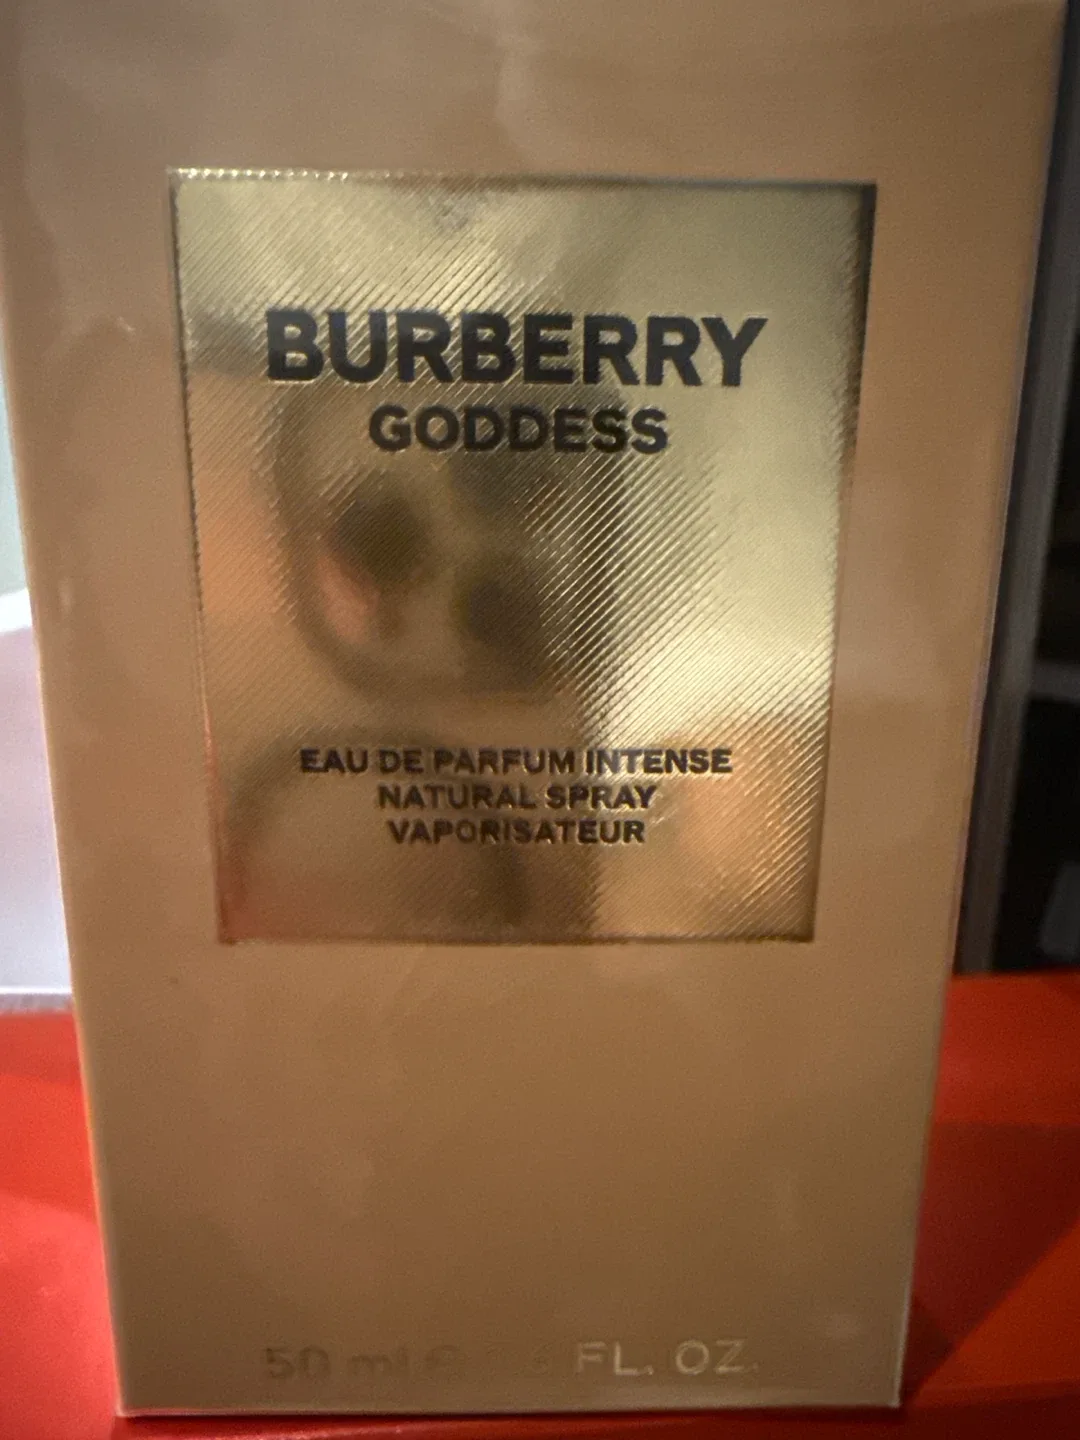 BURBERRY
GODDESS
EAU DE PARFUM INTENSE
NATURAL SPRAY
VAPORISATEUR
50 ml FL. OZ.